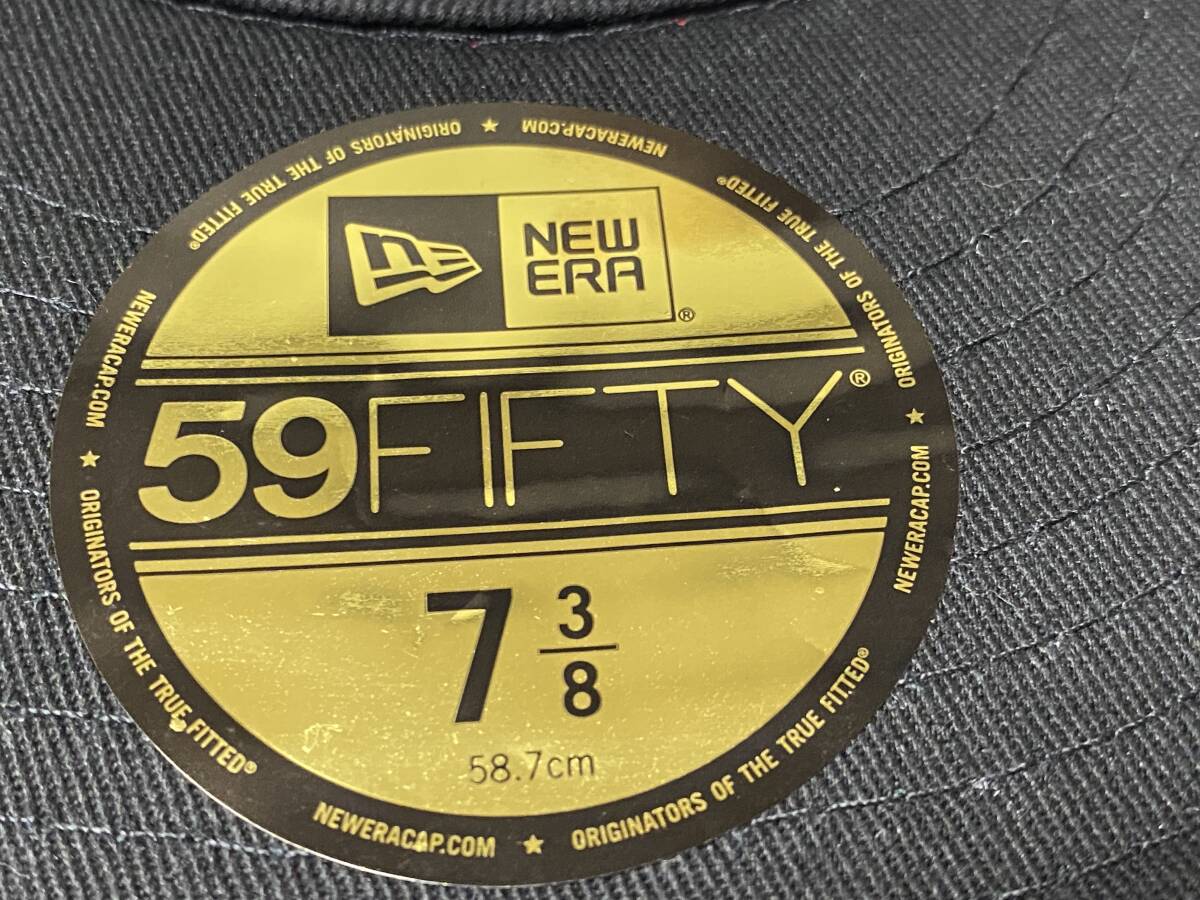 NEW
ERA
®
59FIFTY®
7 3/8
58.7cm
ORIGINATORS OF THE TRUE FITTED®
★ NEWERACAP.COM
★ ORIGINATORS OF THE TRUE FITTED®
★ NEWERACAP.COM
★ ORIGINATORS OF THE TRUE FITTED®
NEWERACAP.COM
★ ORIGINATORS OF THE TRUE FITTED®
NEWERACAP.COM